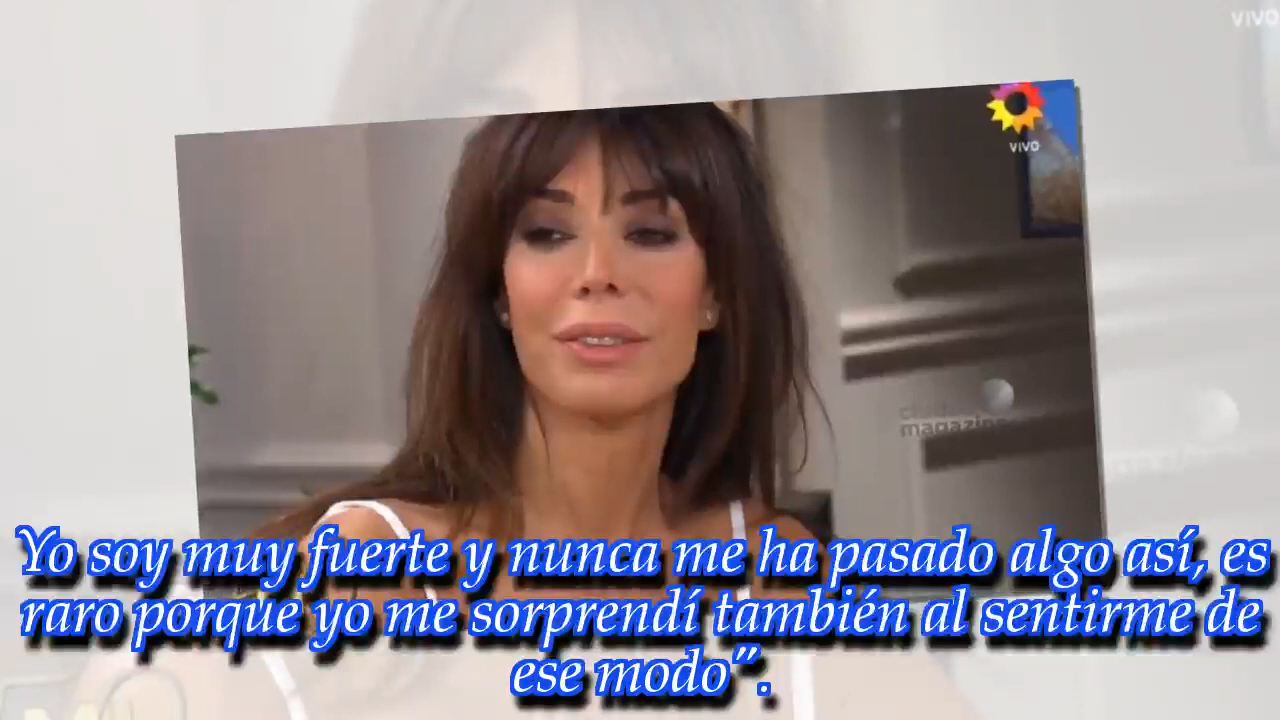 VIVO
VIVO
magazine
Yo soy muy fuerte y nunca me ha pasado algo así, es
raro porque yo me sorprendí también al sentirme de
ese modo”.